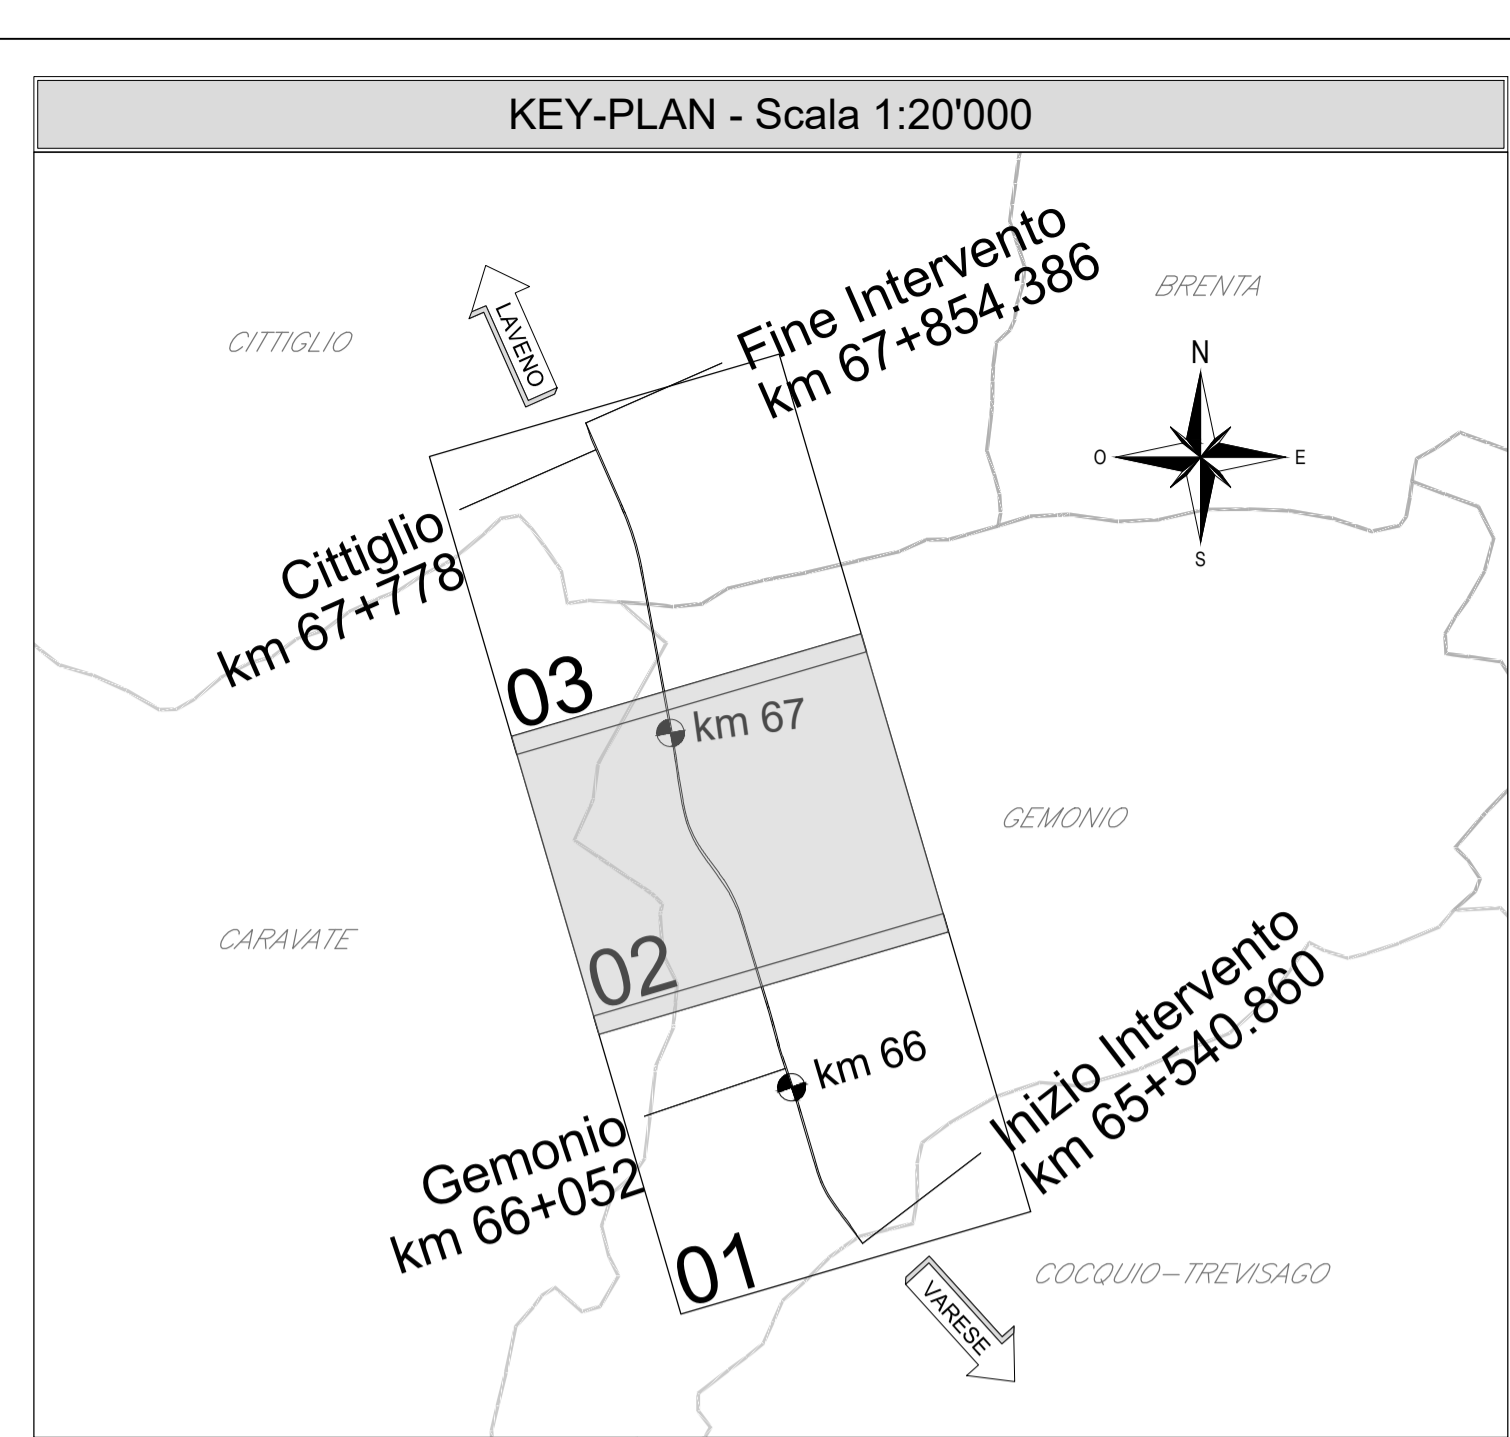 KEY-PLAN - Scala 1:20'000
Fine Intervento
km 67+854.386
BRENTA
LAVENO
CITTIGLIO
N
O
E
S
Cittiglio
km 67+778
03
km 67
GEMONIO
CARAVATE
02
Inizio Intervento
km 65+540.860
km 66
Gemonio
km 66+052
01
COCQUIO-TREVISAGO
VARESE